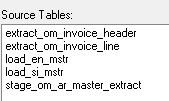 Source Tables:
extract_om_invoice_header
extract_om_invoice_line
load_en_mstr
load_si_mstr
stage_om_ar_master_extract